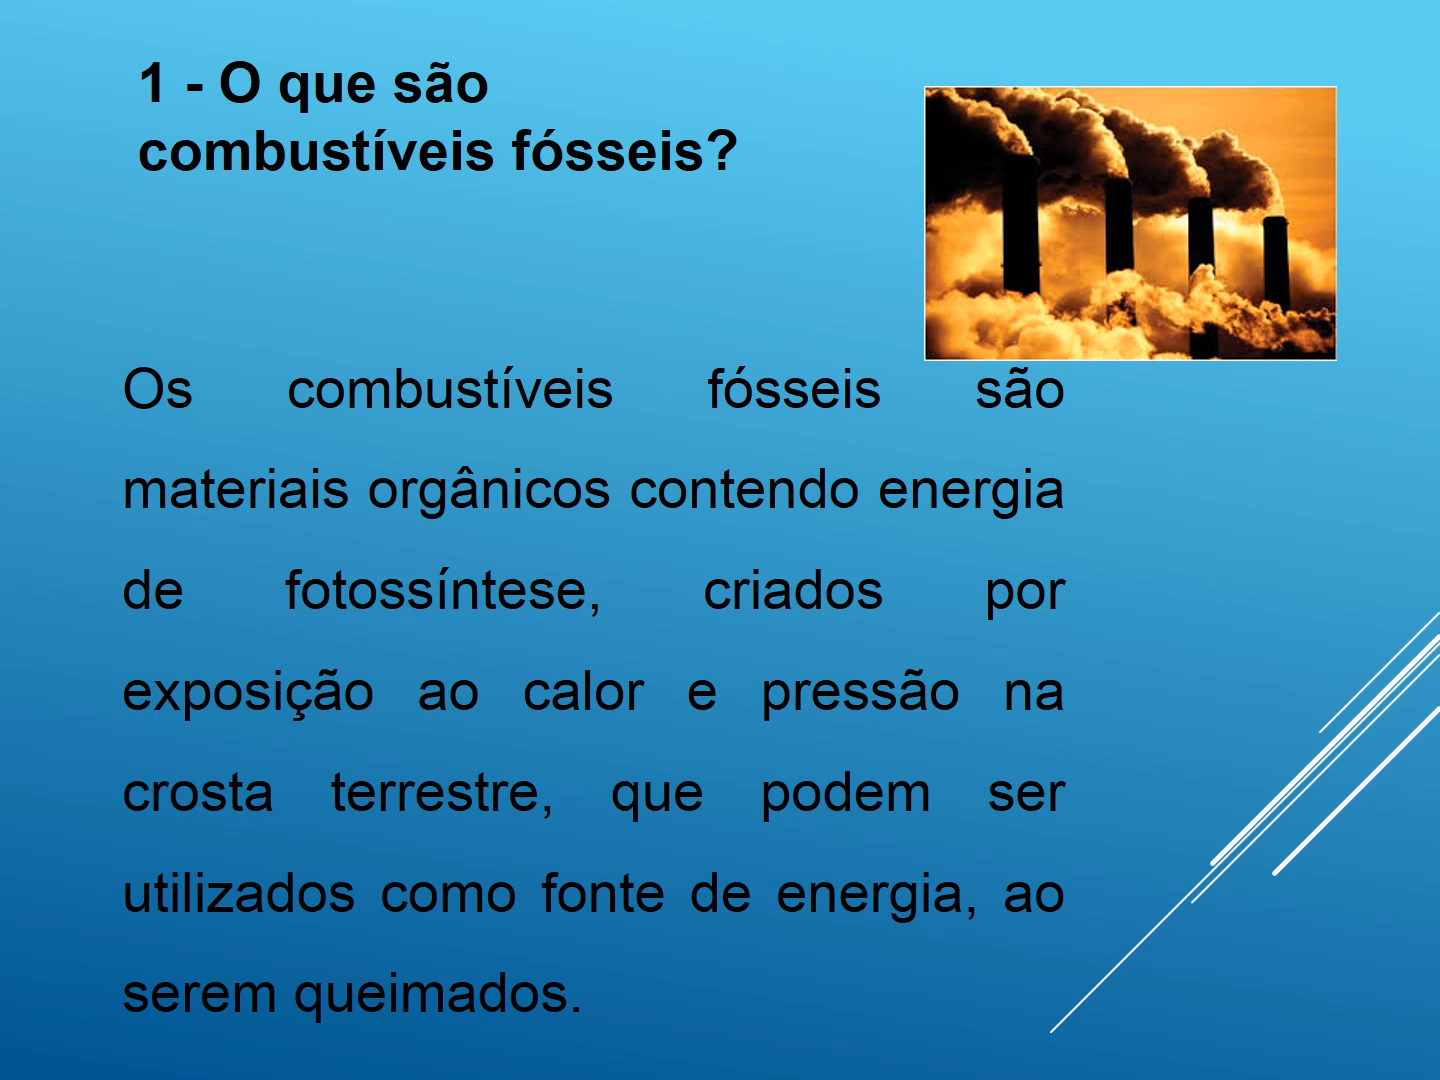 1 - O que são
combustíveis fósseis?
Os combustíveis fósseis são
materiais orgânicos contendo energia
de fotossíntese, criados por
exposição ao calor e pressão na
crosta terrestre, que podem ser
utilizados como fonte de energia, ao
serem queimados.